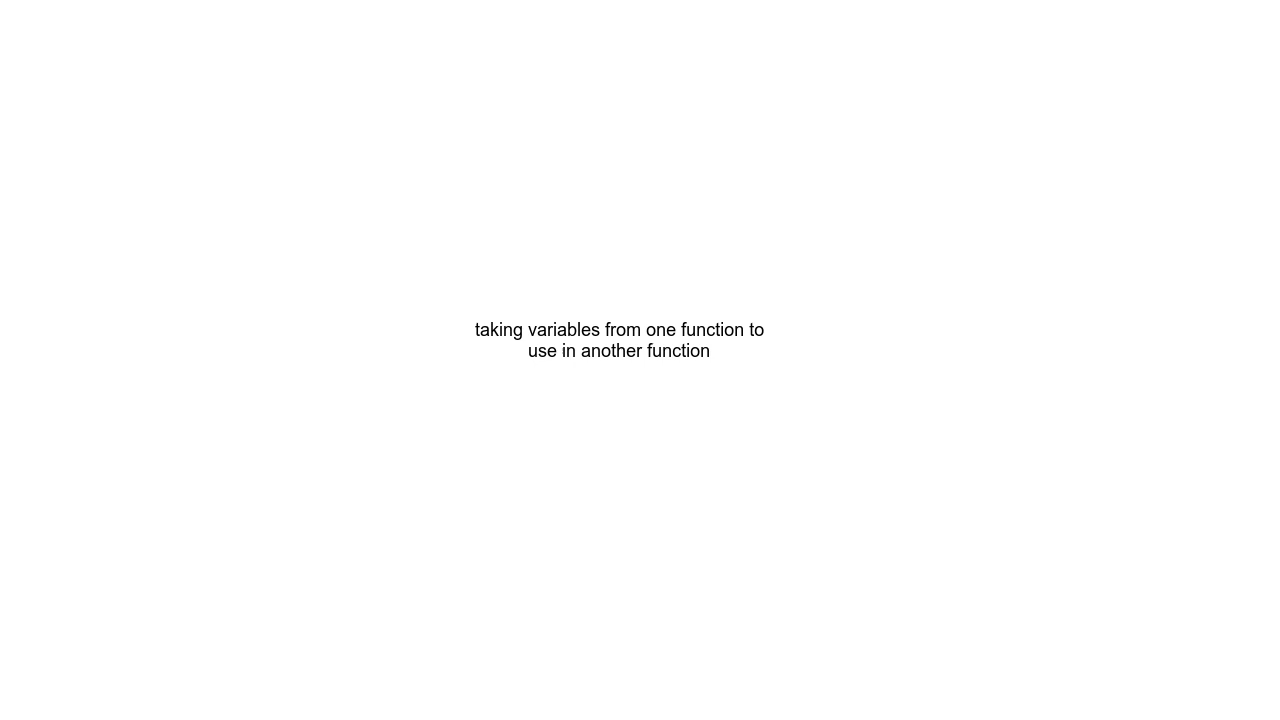 taking variables from one function to
use in another function